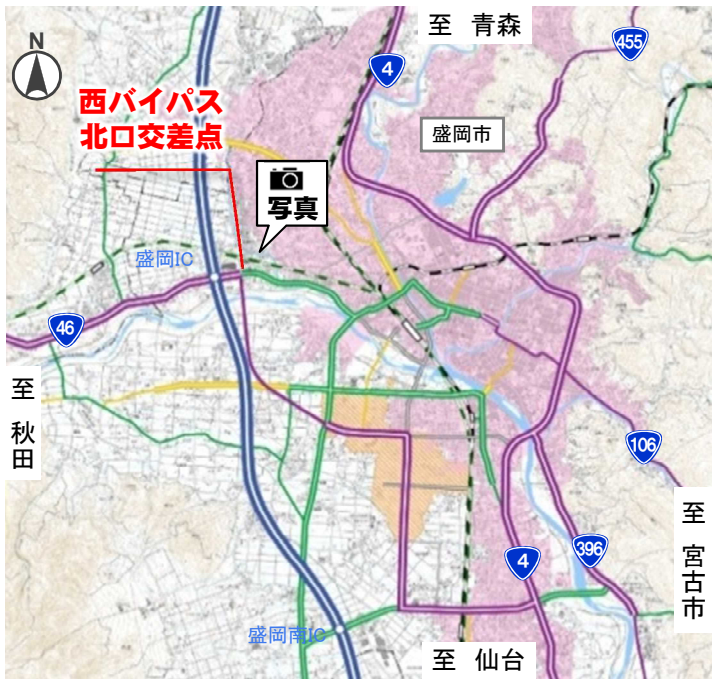 N
至 青森
4
455
西バイパス
北口交差点
盛岡市
写真
盛岡IC
46
至 秋田
106
至 宮古市
396
4
盛岡南IC
至 仙台